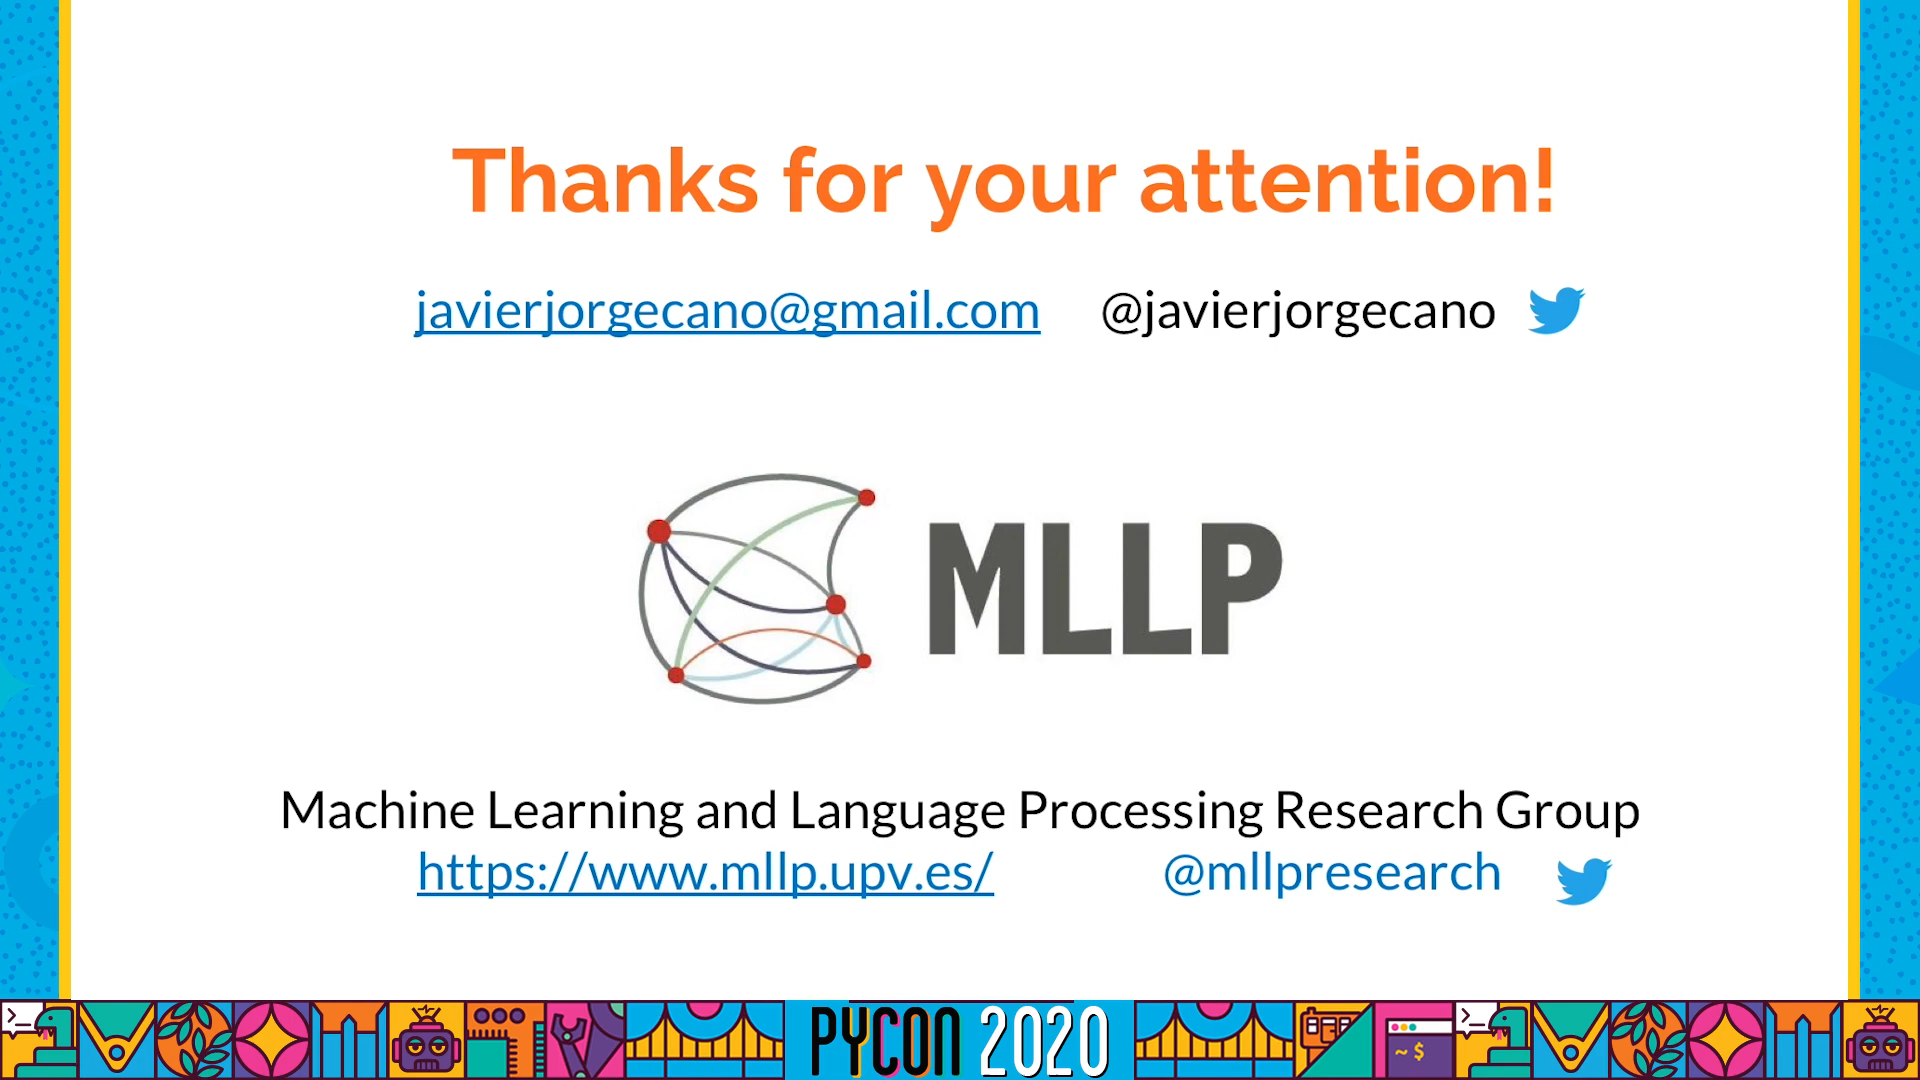 Thanks for your attention!
javierjorgecano@gmail.com @javierjorgecano
MLLP
Machine Learning and Language Processing Research Group
https://www.mllp.upv.es/ @mllpresearch
PYCON 2020
~ $